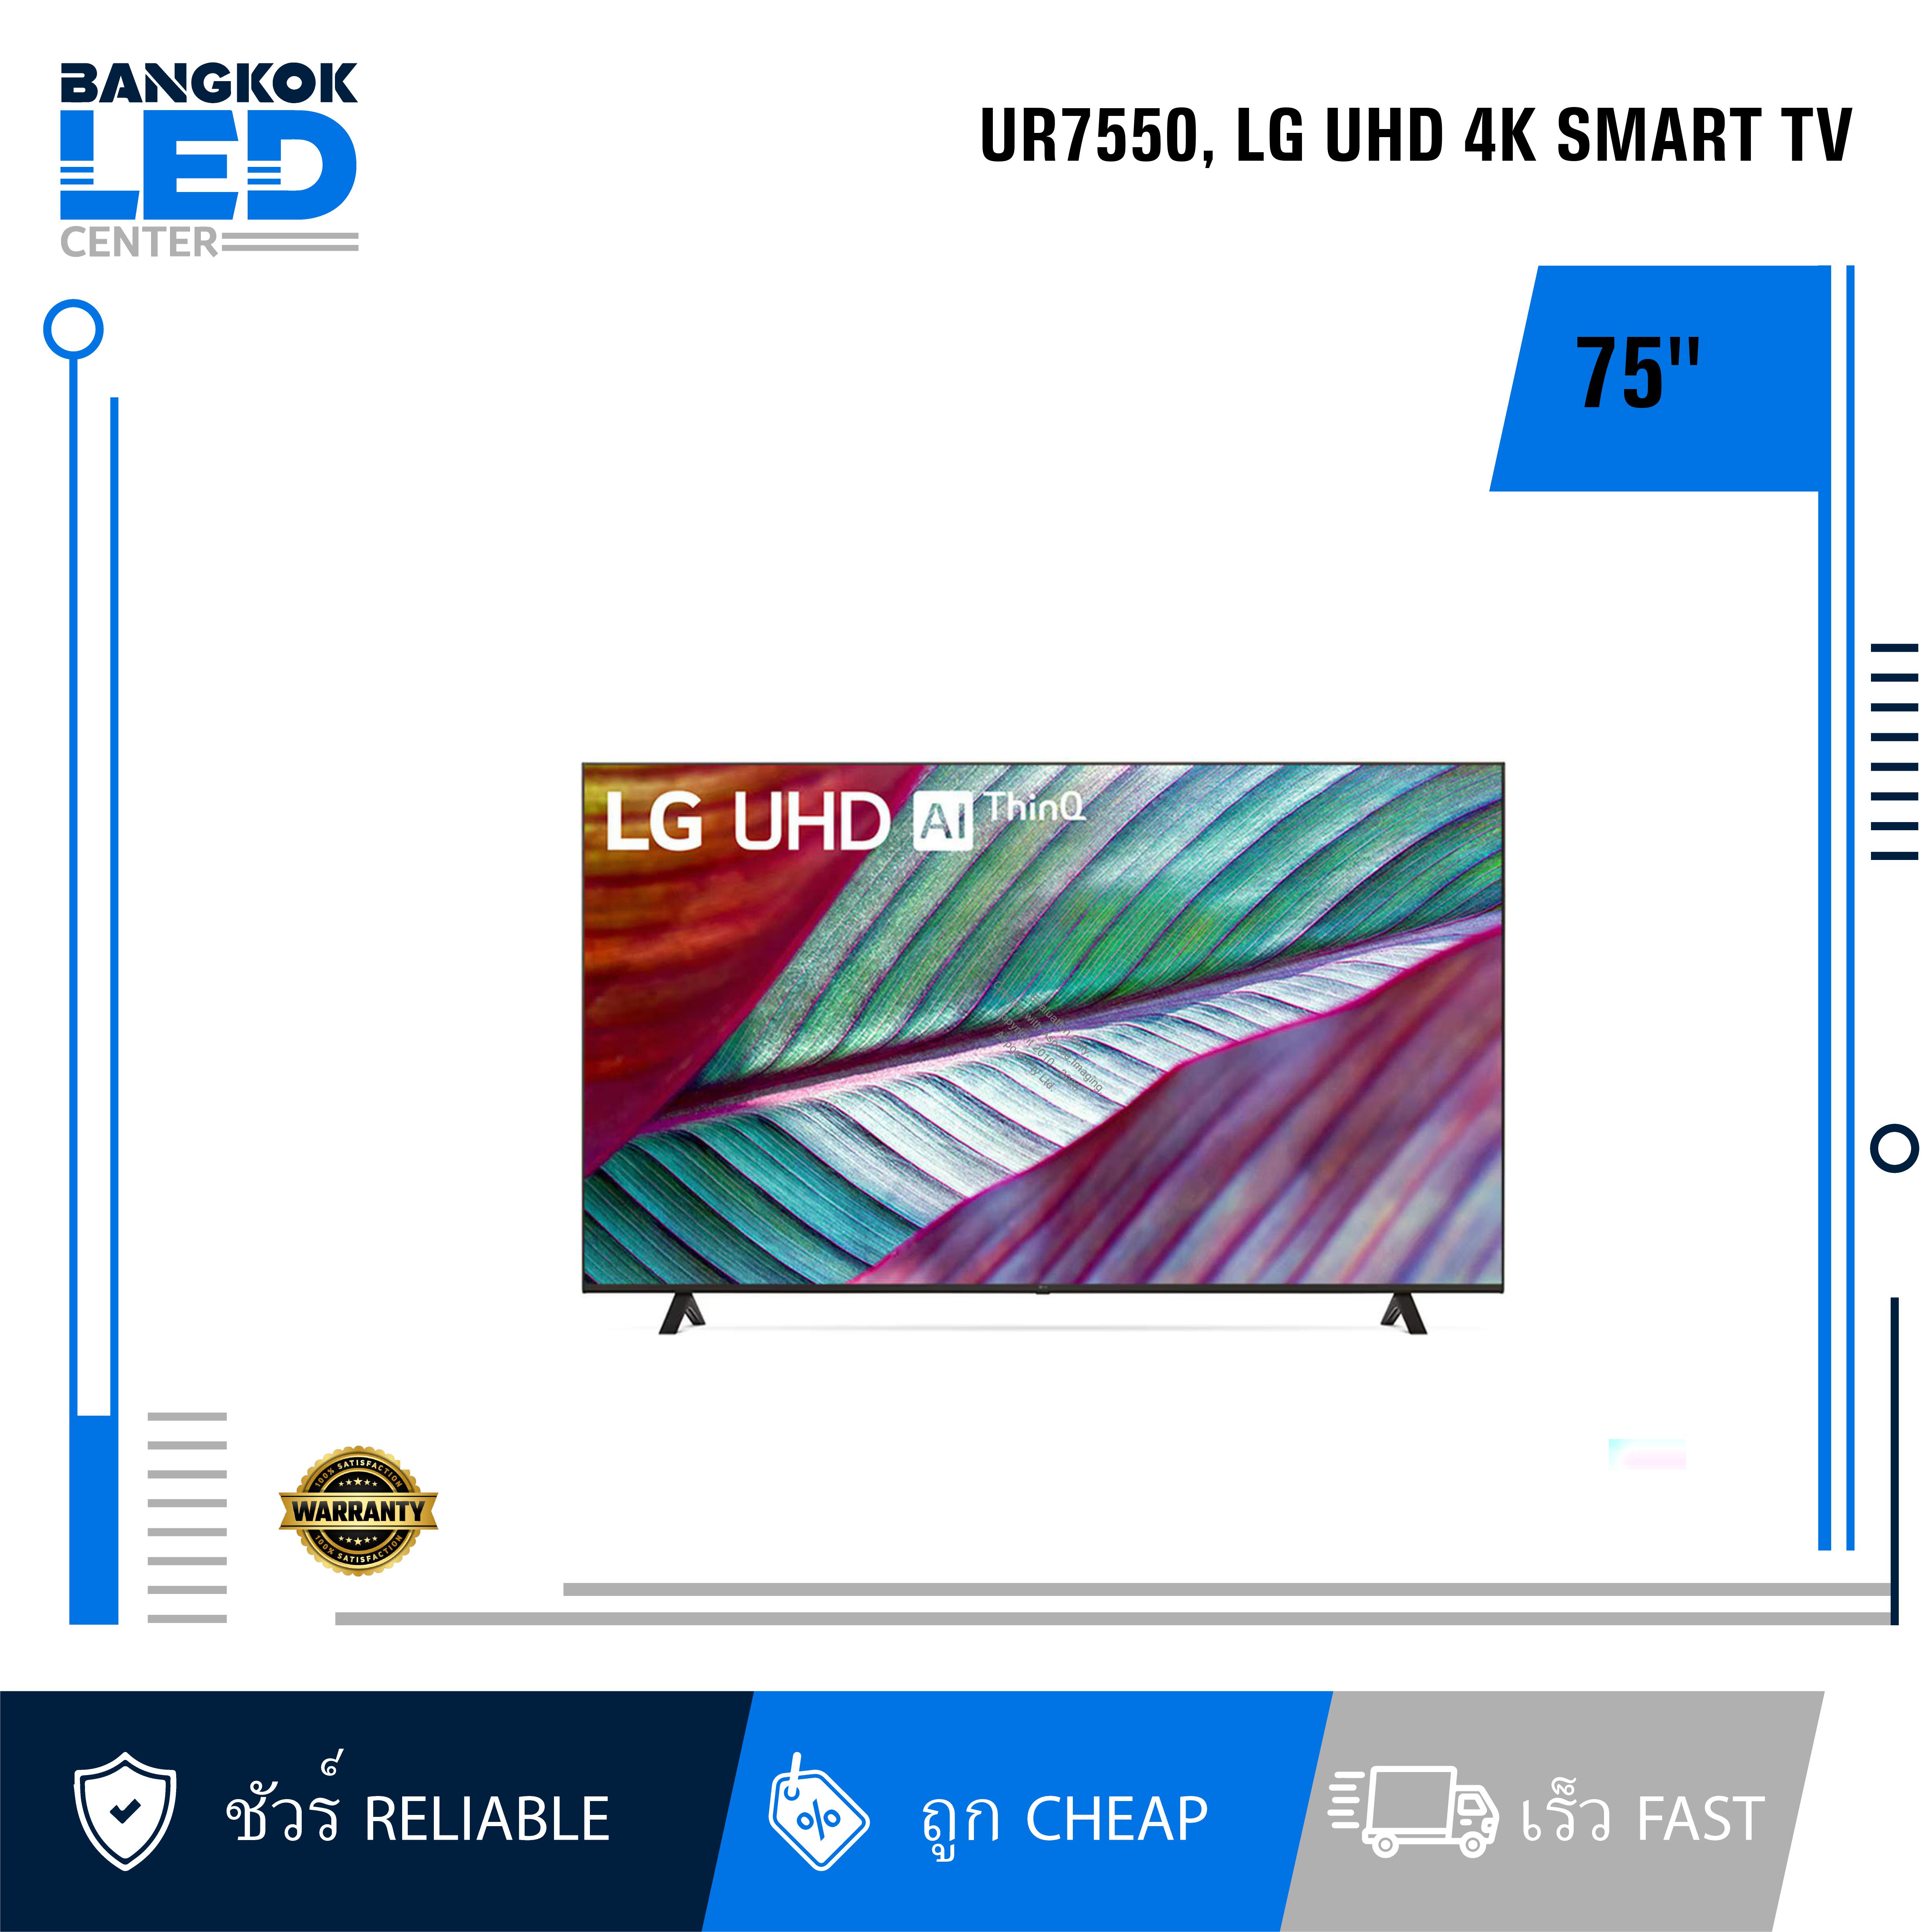 BANGKOK
LED
CENTER
UR7550, LG UHD 4K SMART TV
75"
LG UHD AI ThinQ
100% SATISFACTION
WARRANTY
100% SATISFACTION
ชัวร์ RELIABLE
% ถูก CHEAP
เร็ว FAST